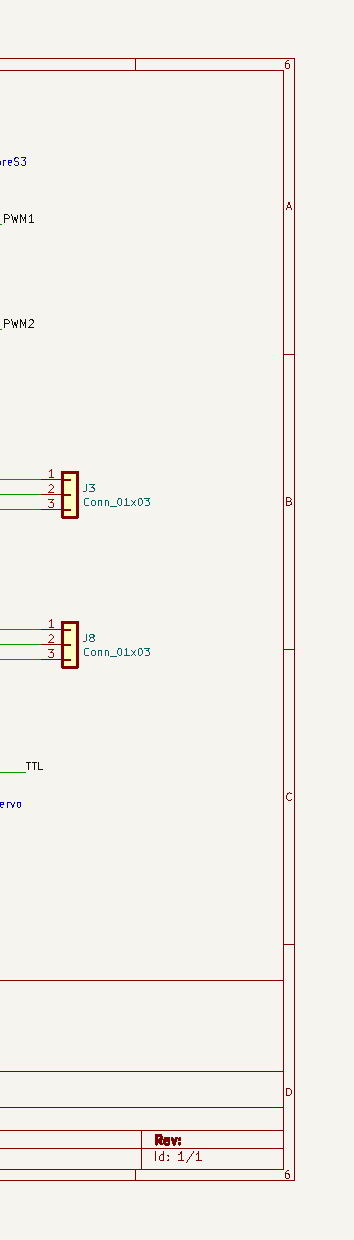 6
oreS3
A
_PWM1
_PWM2
1
2
3
J3
Conn_01x03
B
1
2
3
J8
Conn_01x03
TTL
C
ervo
D
Rev:
Id: 1/1
6